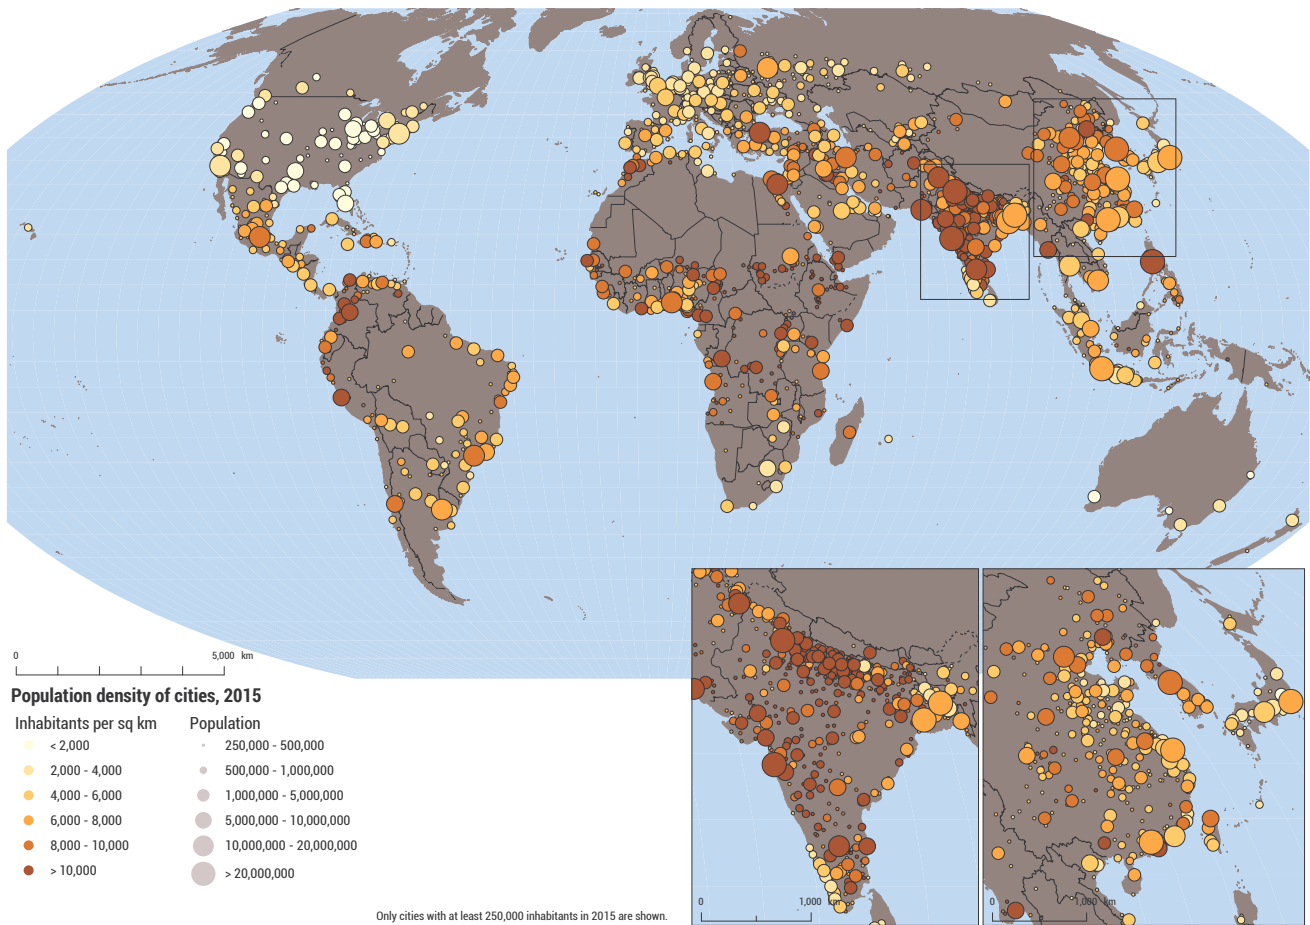 0 5,000 km
Population density of cities, 2015
Inhabitants per sq km
< 2,000
2,000 - 4,000
4,000 - 6,000
6,000 - 8,000
8,000 - 10,000
> 10,000
Population
250,000 - 500,000
500,000 - 1,000,000
1,000,000 - 5,000,000
5,000,000 - 10,000,000
10,000,000 - 20,000,000
> 20,000,000
Only cities with at least 250,000 inhabitants in 2015 are shown.
0 1,000 km
0 1,000 km